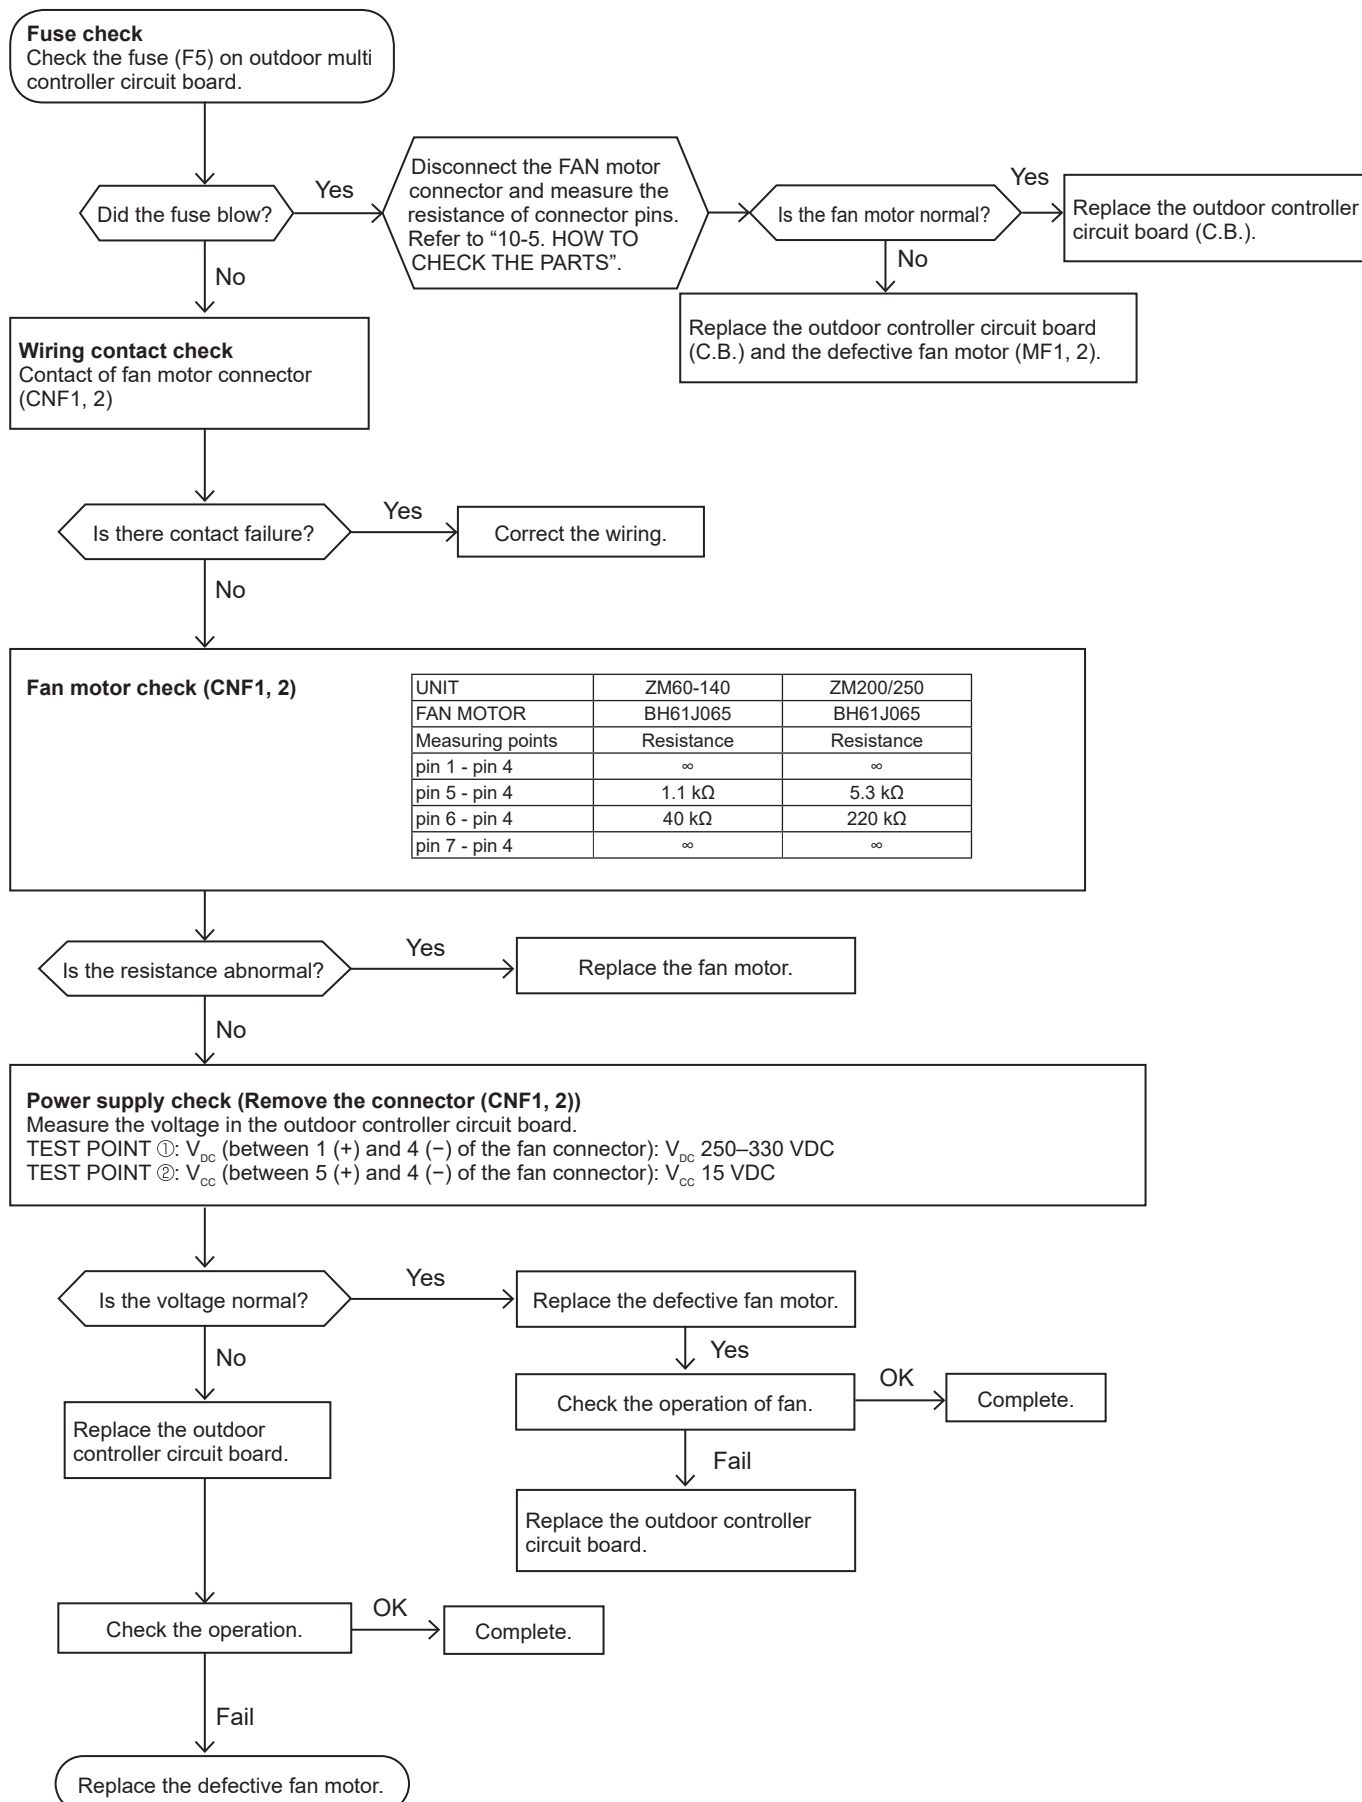 Fuse check
Check the fuse (F5) on outdoor multi
controller circuit board.
Did the fuse blow?
Yes
Disconnect the FAN motor
connector and measure the
resistance of connector pins.
Refer to “10-5. HOW TO
CHECK THE PARTS”.
Is the fan motor normal?
Yes
Replace the outdoor controller
circuit board (C.B.).
No
Replace the outdoor controller circuit board
(C.B.) and the defective fan motor (MF1, 2).
No
Wiring contact check
Contact of fan motor connector
(CNF1, 2)
Is there contact failure?
Yes
Correct the wiring.
No
Fan motor check (CNF1, 2)
UNIT ZM60-140 ZM200/250
FAN MOTOR BH61J065 BH61J065
Measuring points Resistance Resistance
pin 1 - pin 4 ∞ ∞
pin 5 - pin 4 1.1 kΩ 5.3 kΩ
pin 6 - pin 4 40 kΩ 220 kΩ
pin 7 - pin 4 ∞ ∞
Is the resistance abnormal?
Yes
Replace the fan motor.
No
Power supply check (Remove the connector (CNF1, 2))
Measure the voltage in the outdoor controller circuit board.
TEST POINT ①: VDC (between 1 (+) and 4 (−) of the fan connector): VDC 250–330 VDC
TEST POINT ②: VCC (between 5 (+) and 4 (−) of the fan connector): VCC 15 VDC
Is the voltage normal?
Yes
Replace the defective fan motor.
Yes
Check the operation of fan.
OK
Complete.
Fail
Replace the outdoor controller
circuit board.
No
Replace the outdoor
controller circuit board.
Check the operation.
OK
Complete.
Fail
Replace the defective fan motor.